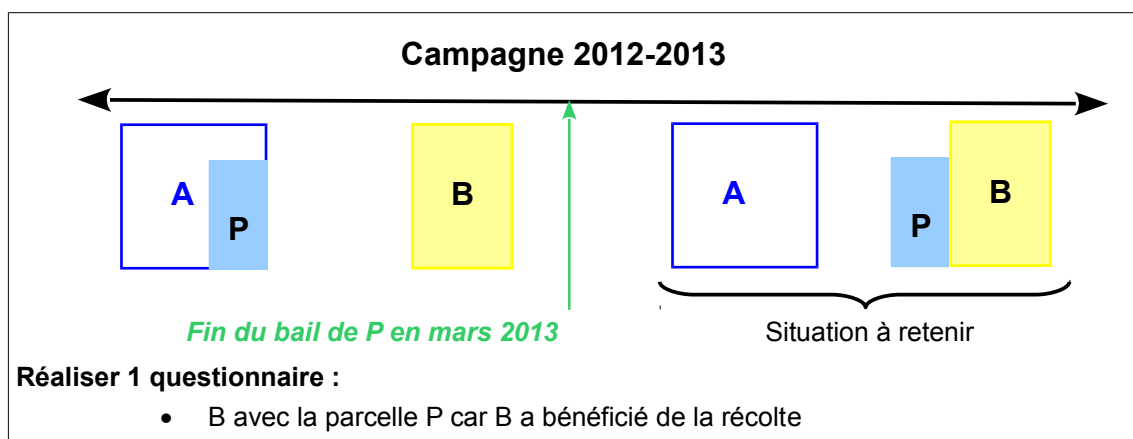 Campagne 2012-2013
A
P
B
A
P
B
Fin du bail de P en mars 2013
Situation à retenir
Réaliser 1 questionnaire :
• B avec la parcelle P car B a bénéficié de la récolte